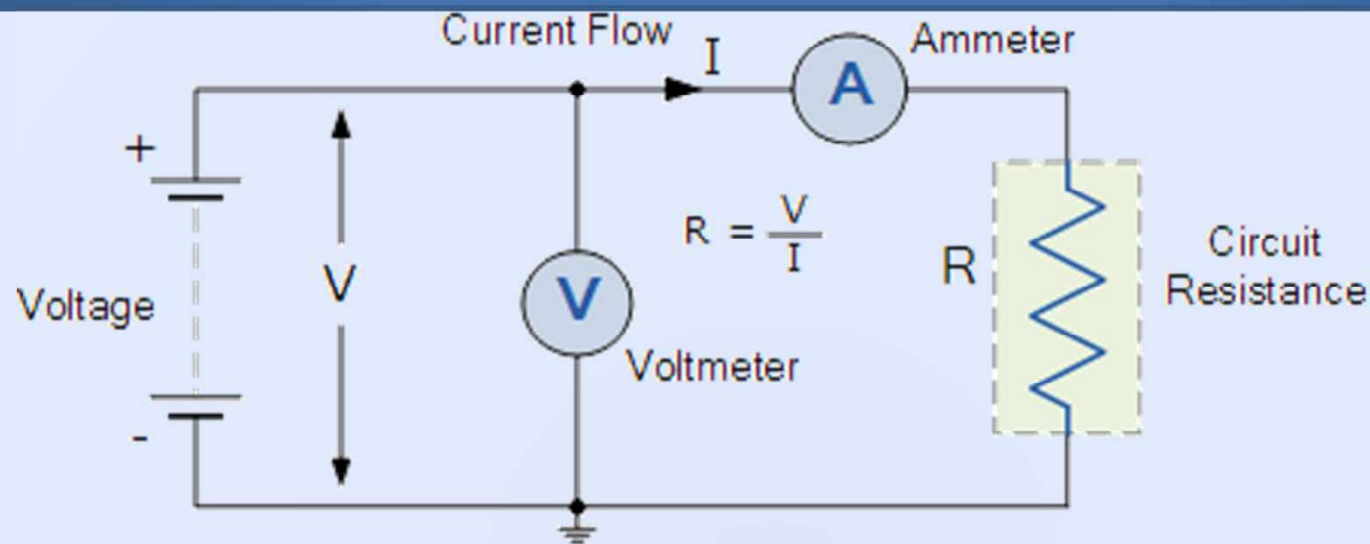 Current Flow
I
A
Ammeter
+
V
R = V/I
R
Circuit
Resistance
Voltage
V
Voltmeter
-